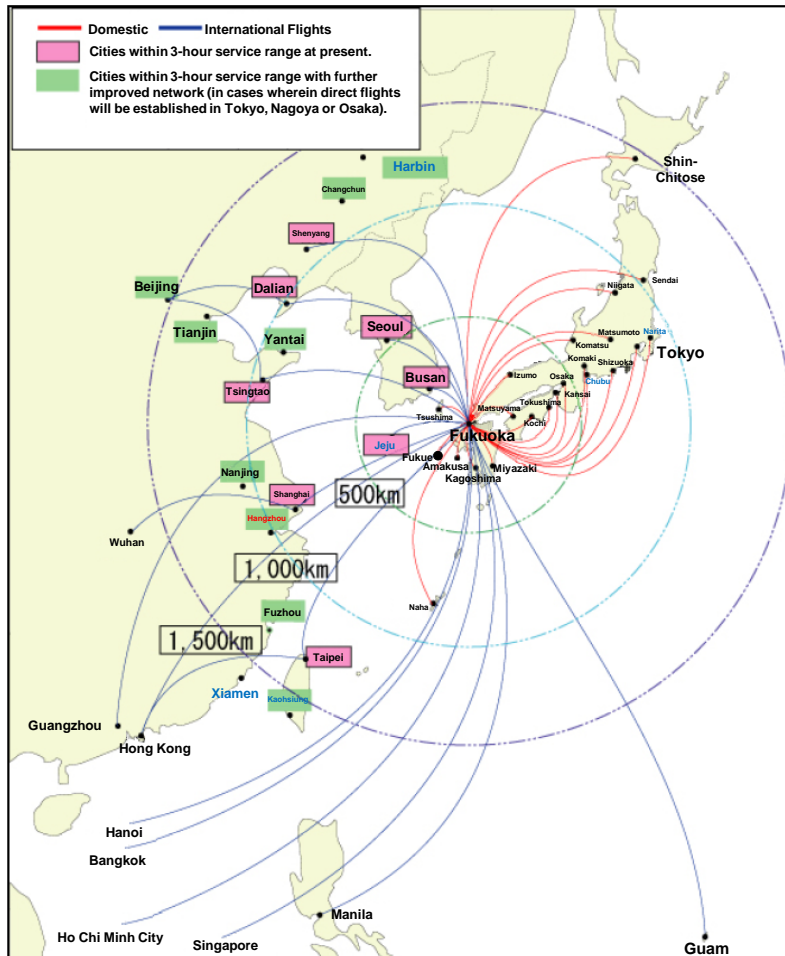 Domestic
International Flights
Cities within 3-hour service range at present.
Cities within 3-hour service range with further
improved network (in cases wherein direct flights
will be established in Tokyo, Nagoya or Osaka).
Harbin
Shin-
Chitose
Changchun
Shenyang
Beijing
Dalian
Sendai
Niigata
Tianjin
Seoul
Yantai
Matsumoto
Narita
Komatsu
Tokyo
Komaki
Shizuoka
Busan
Izumo
Osaka
Chubu
Tsingtao
Kansai
Tokushima
Tsushima
Matsuyama
Kochi
Fukuoka
Jeju
Fukue
Amakusa
Miyazaki
Kagoshima
Nanjing
500km
Shanghai
Hangzhou
Wuhan
1,000km
Naha
Fuzhou
1,500km
Taipei
Xiamen
Kaohsiung
Guangzhou
Hong Kong
Hanoi
Bangkok
Manila
Ho Chi Minh City
Singapore
Guam